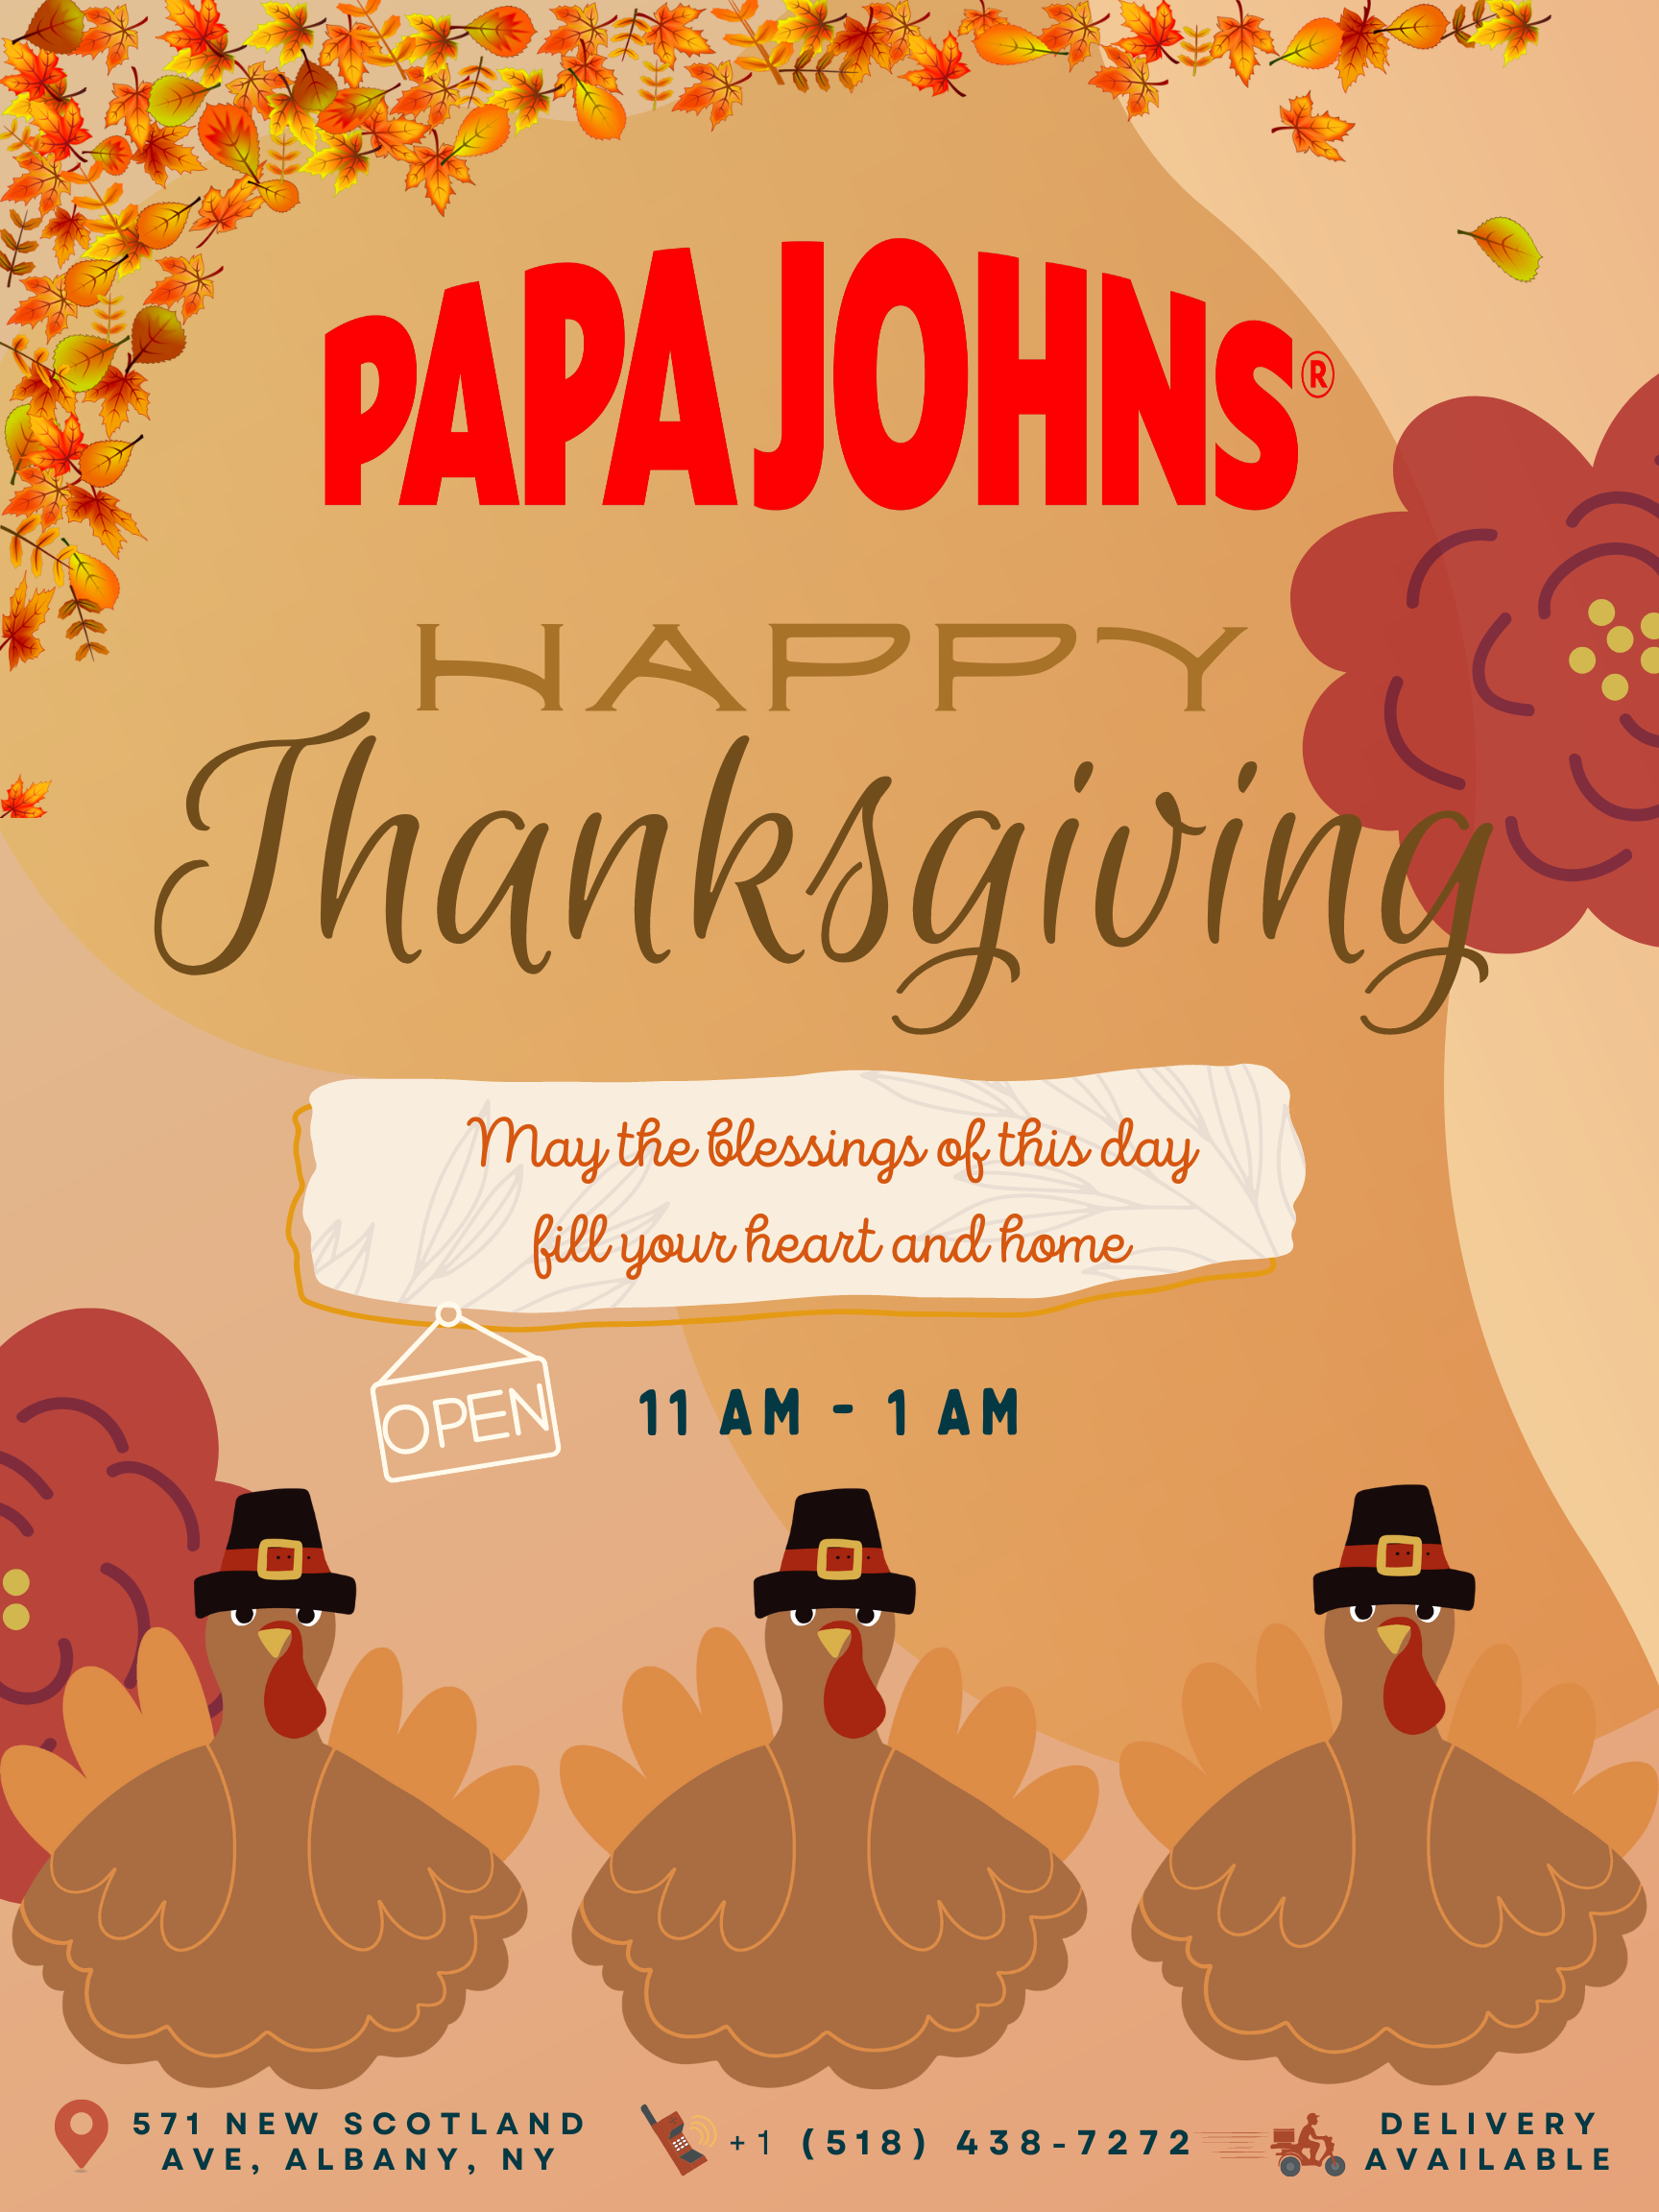 PAPA JOHNS®
HAPPY
Thanksgiving
May the blessings of this day
fill your heart and home
OPEN
11 AM - 1 AM
571 NEW SCOTLAND
AVE, ALBANY, NY
+1 (518) 438-7272
DELIVERY
AVAILABLE